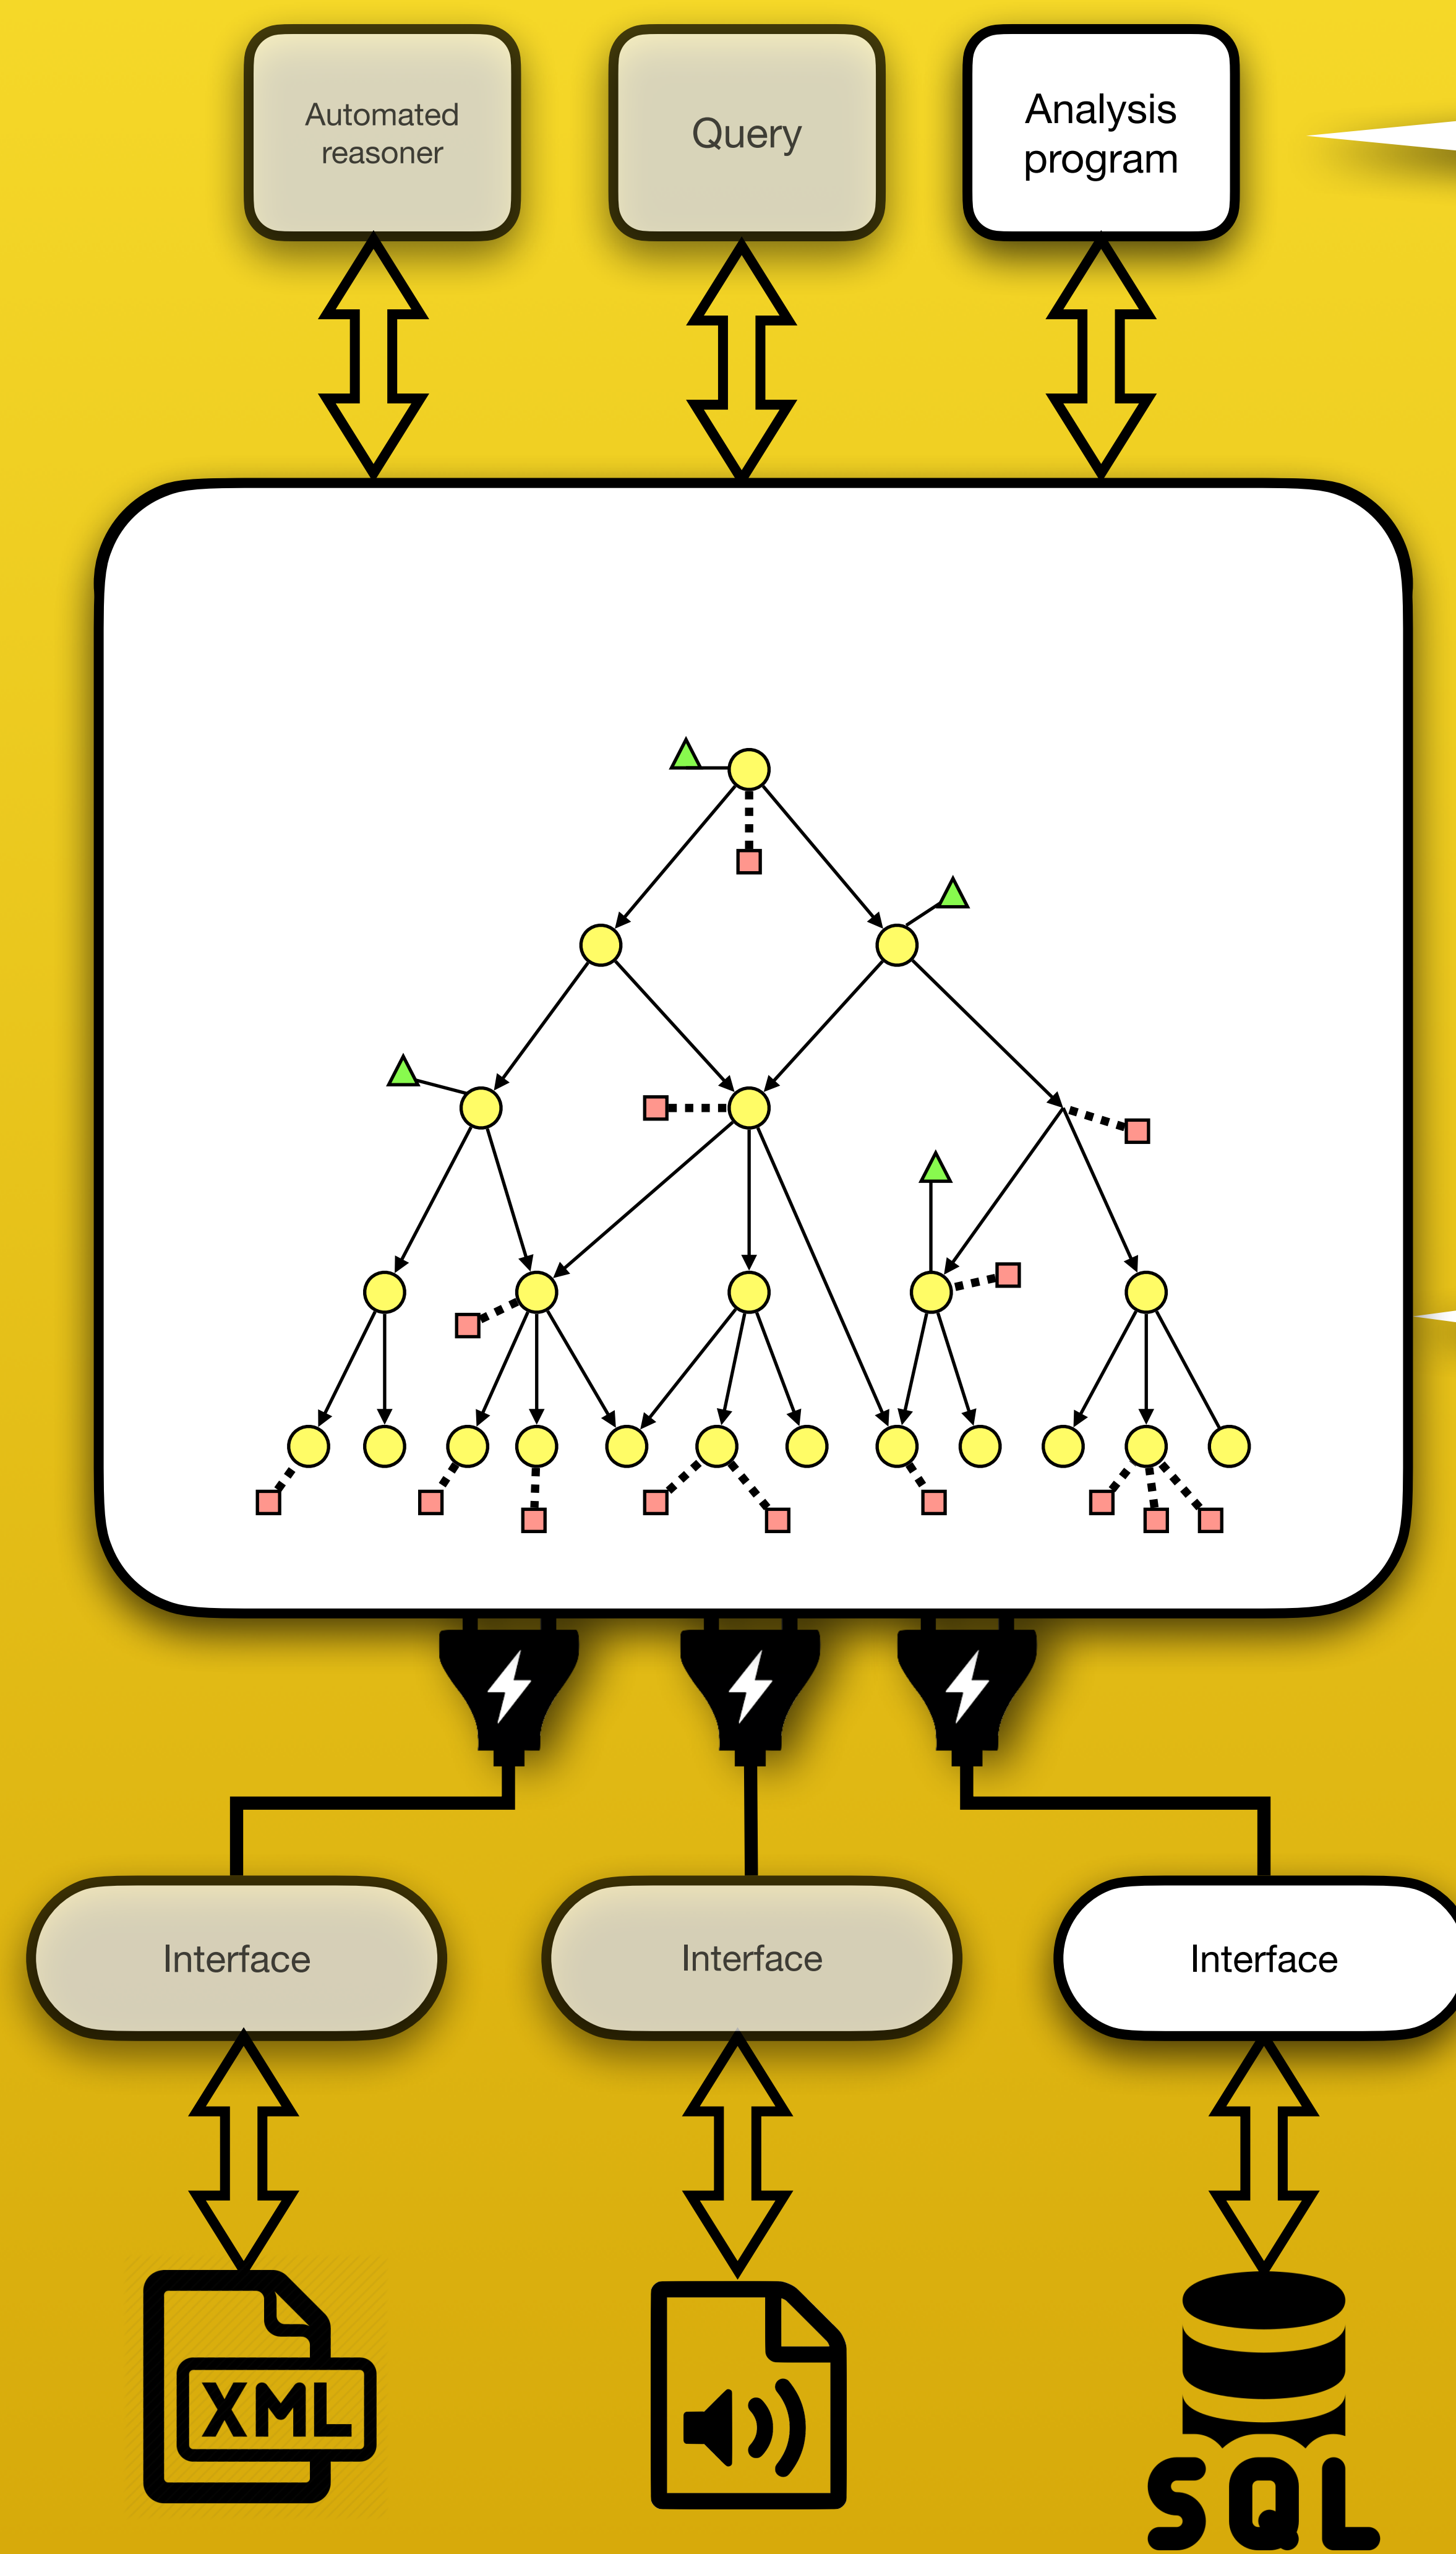 Automated
reasoner
Query
Analysis
program
Interface
Interface
Interface
XML
SQL